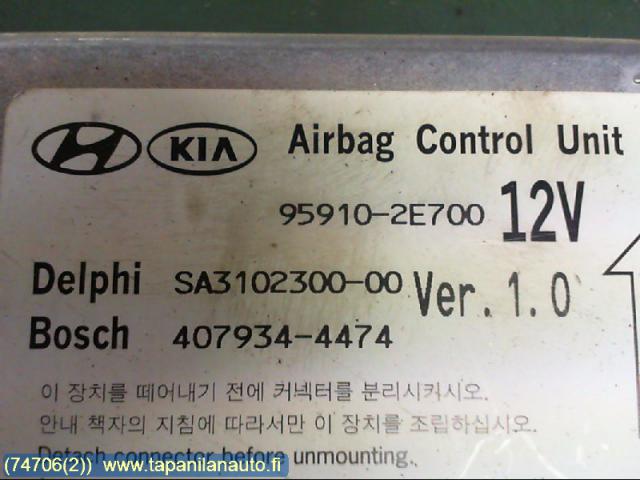 KIA Airbag Control Unit
95910-2E700 12V
Delphi SA3102300-00 Ver. 1.0
Bosch 407934-4474
이 장치를 떼어내기 전에 커넥터를 분리시켜시오.
안내 책자의 지침에 따라서만 이 장치를 조립하십시오.
Detach connector before unmounting.
(74706(2)) www.tapanilanauto.fi